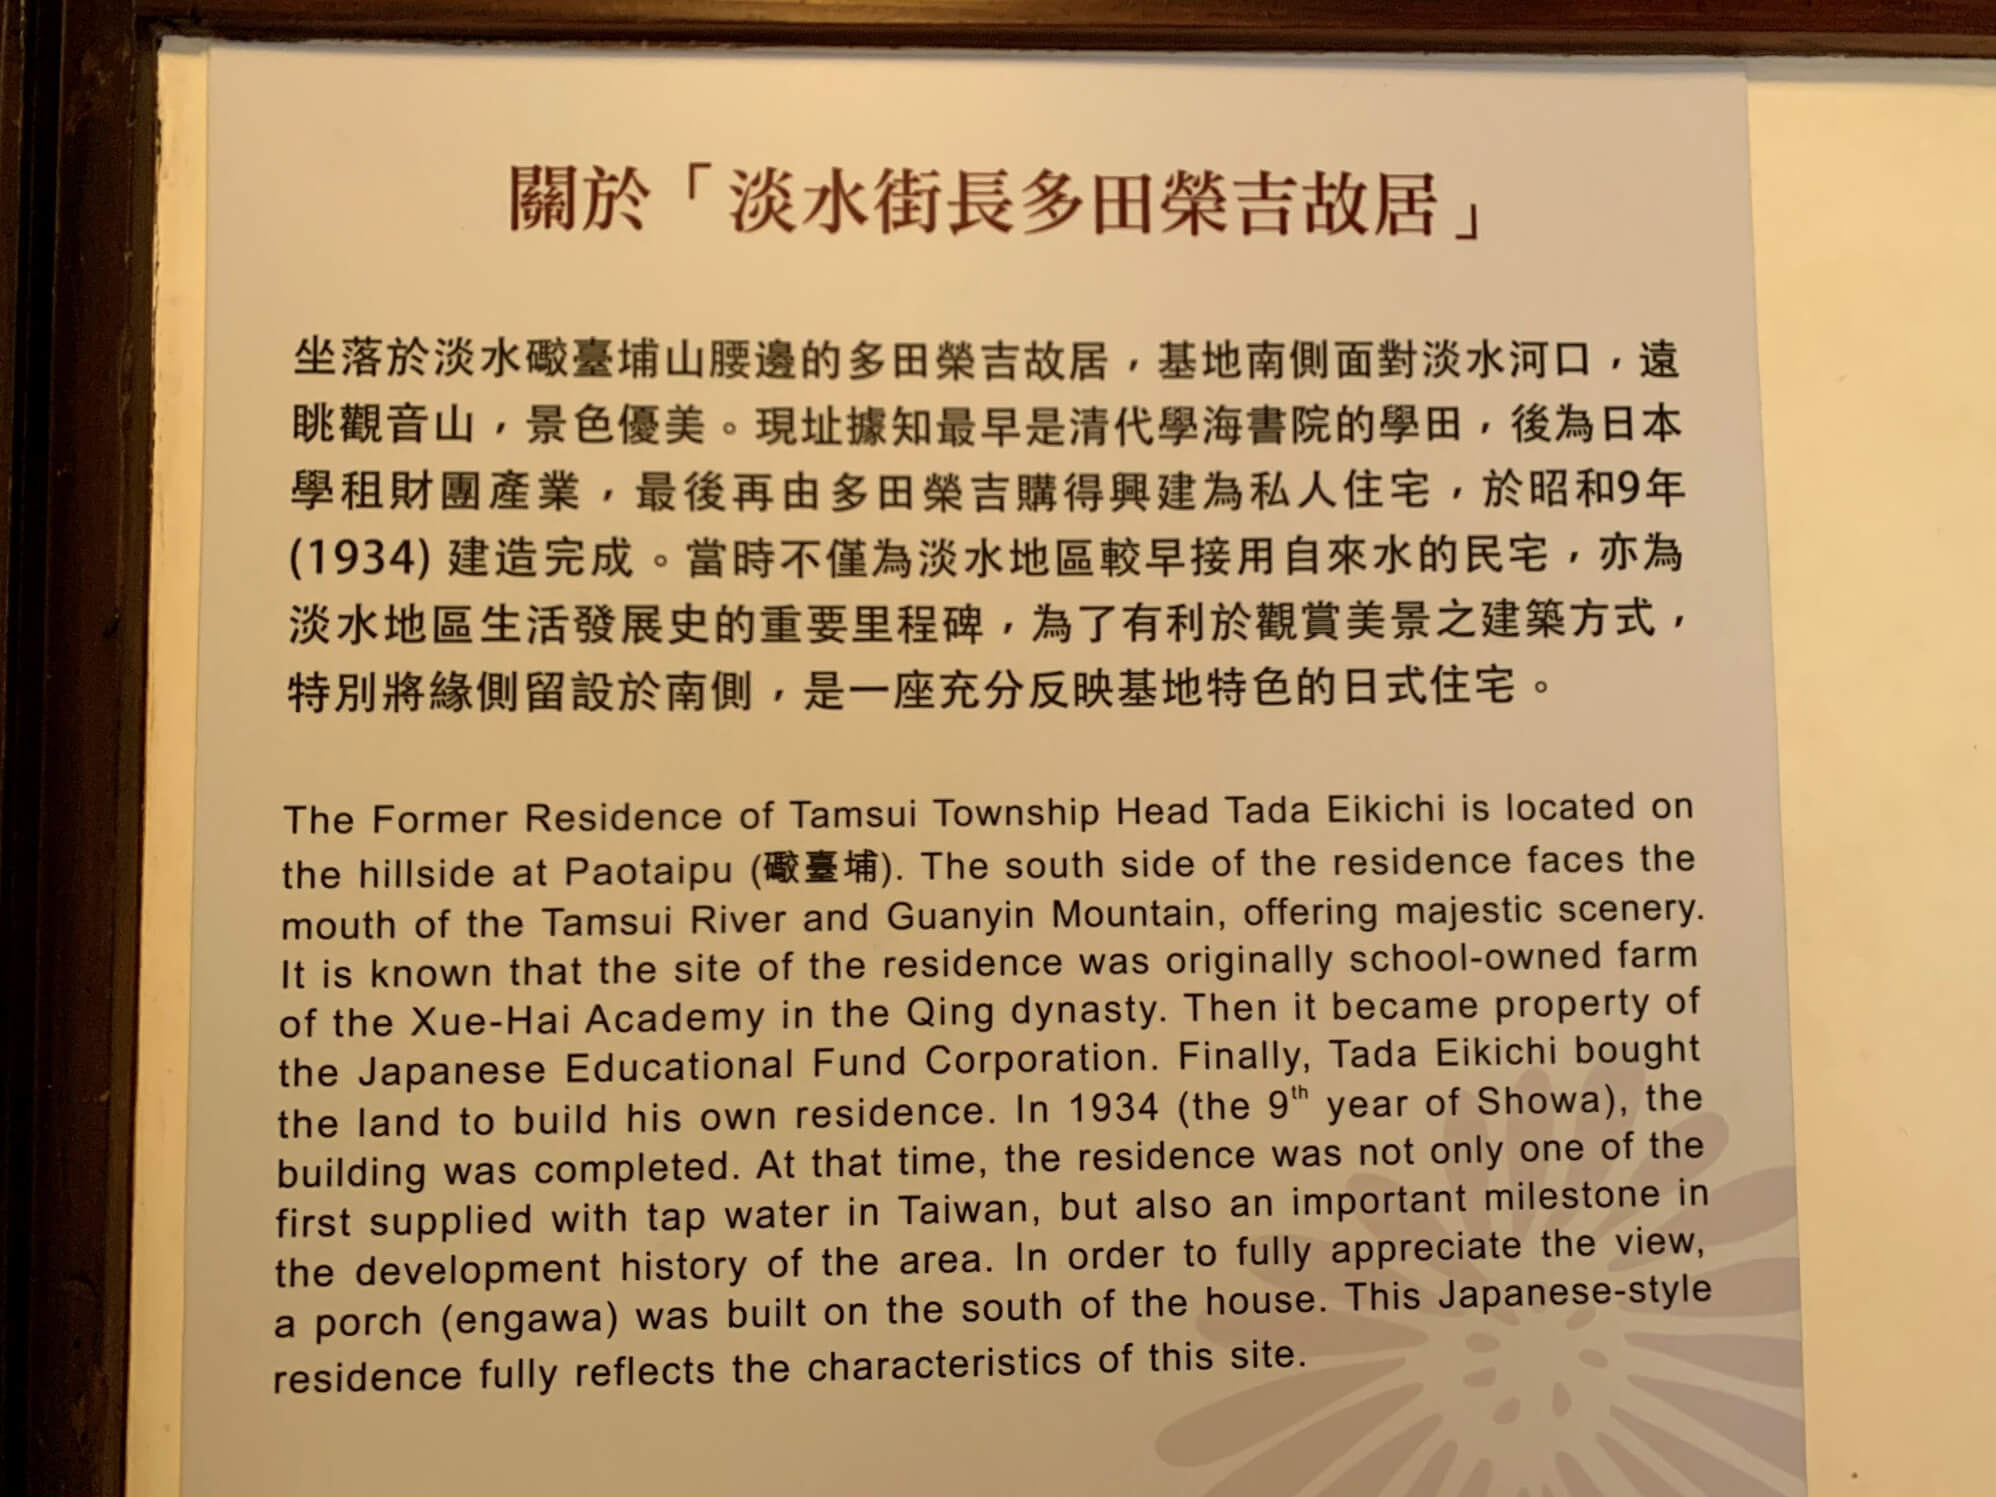 關於「淡水街長多田榮吉故居」
坐落於淡水礮臺埔山腰邊的多田榮吉故居，基地南側面對淡水河口，遠
眺觀音山，景色優美。現址據知最早是清代學海書院的學田，後為日本
學租財團產業，最後再由多田榮吉購得興建為私人住宅，於昭和9年
(1934) 建造完成。當時不僅為淡水地區較早接用自來水的民宅，亦為
淡水地區生活發展史的重要里程碑，為了有利於觀賞美景之建築方式，
特別將緣側留設於南側，是一座充分反映基地特色的日式住宅。
The Former Residence of Tamsui Township Head Tada Eikichi is located on
the hillside at Paotaipu (礮臺埔). The south side of the residence faces the
mouth of the Tamsui River and Guanyin Mountain, offering majestic scenery.
It is known that the site of the residence was originally school-owned farm
of the Xue-Hai Academy in the Qing dynasty. Then it became property of
the Japanese Educational Fund Corporation. Finally, Tada Eikichi bought
the land to build his own residence. In 1934 (the 9th year of Showa), the
building was completed. At that time, the residence was not only one of the
first supplied with tap water in Taiwan, but also an important milestone in
the development history of the area. In order to fully appreciate the view,
a porch (engawa) was built on the south of the house. This Japanese-style
residence fully reflects the characteristics of this site.